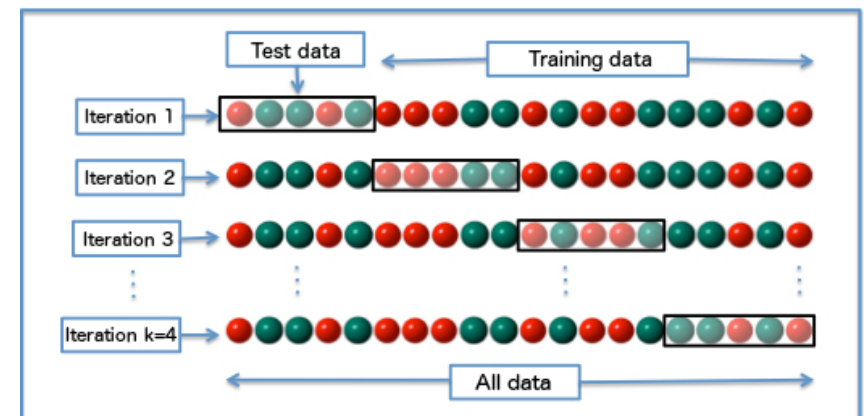 Test data
Training data
Iteration 1
Iteration 2
Iteration 3
Iteration k=4
All data